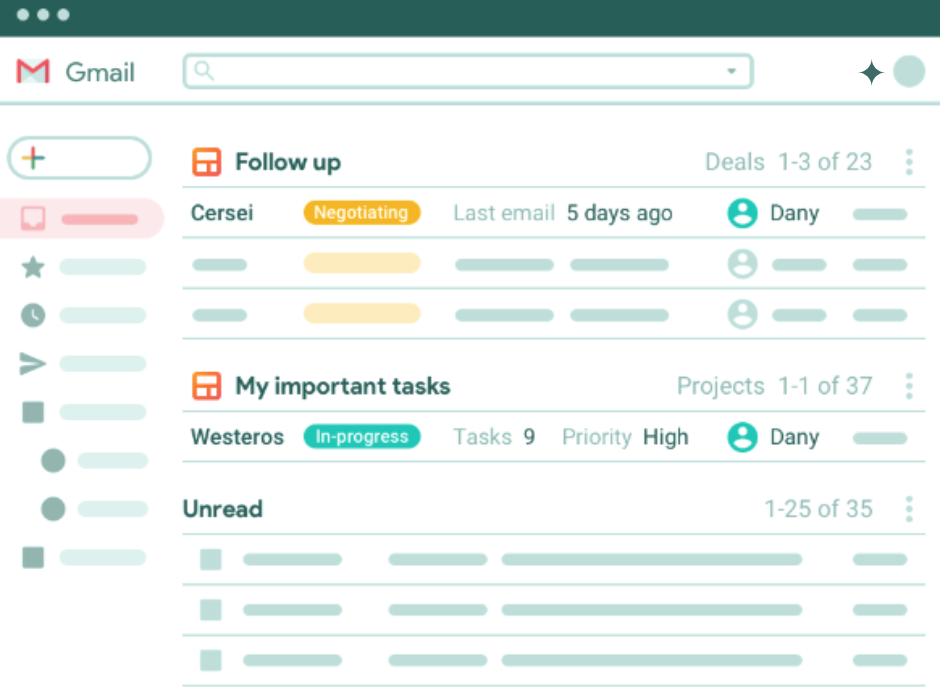 Gmail
Follow up Deals 1-3 of 23
Cersei Negotiating Last email 5 days ago Dany
My important tasks Projects 1-1 of 37
Westeros In-progress Tasks 9 Priority High Dany
Unread 1-25 of 35